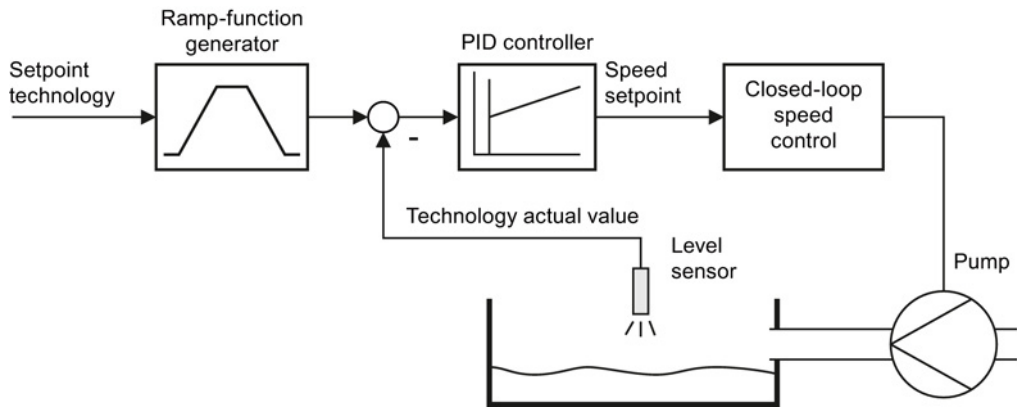 Ramp-function
generator
Setpoint
technology
PID controller
Speed
setpoint
Closed-loop
speed
control
-
Technology actual value
Level
sensor
Pump